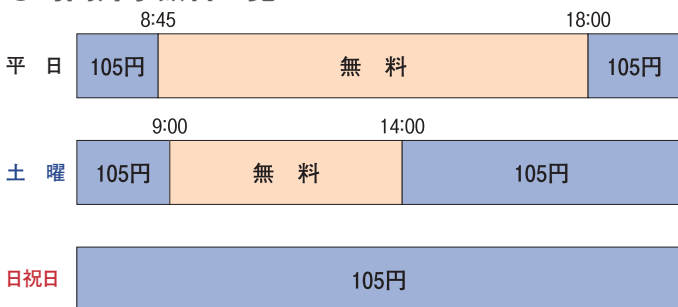 8:45 18:00
平 日 105円 無 料 105円
9:00 14:00
土 曜 105円 無 料 105円
日祝日 105円